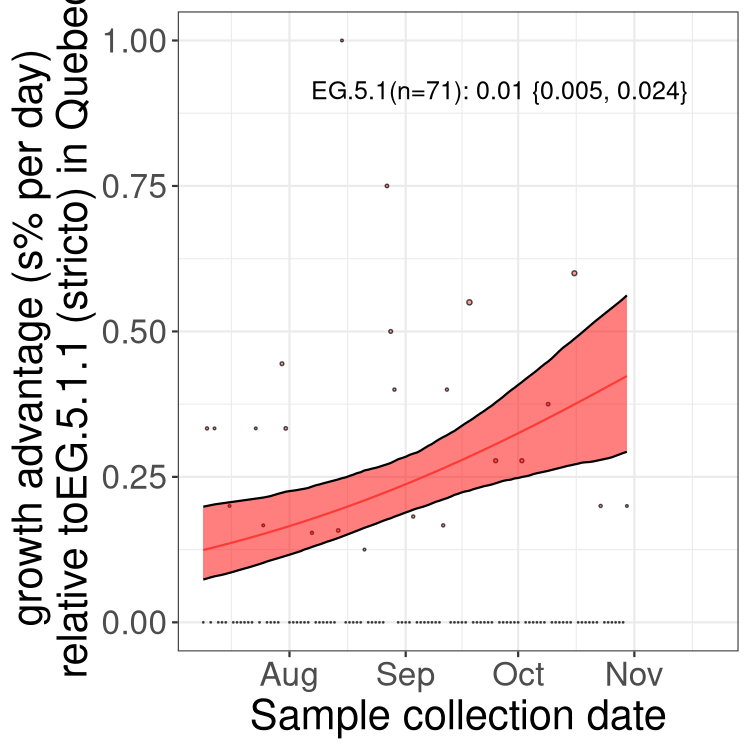 growth advantage (s% per day)
relative toEG.5.1.1 (stricto) in Quebec
1.00
0.75
0.50
0.25
0.00
EG.5.1(n=71): 0.01 {0.005, 0.024}
Aug Sep Oct Nov
Sample collection date